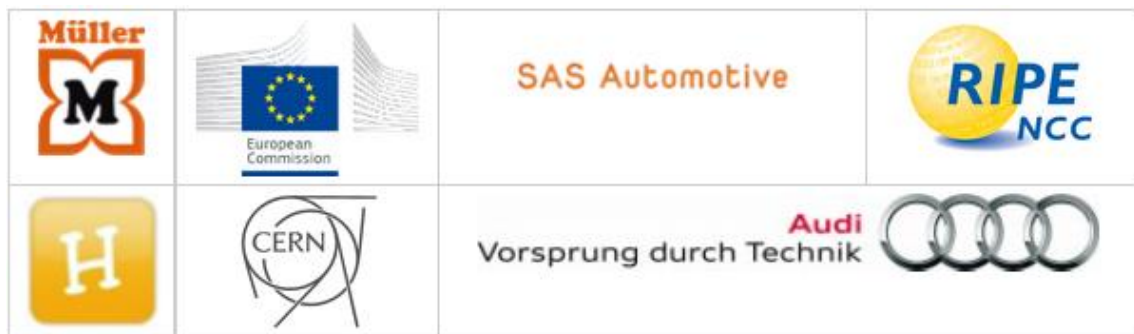 Müller
M
European
Commission
SAS Automotive
RIPE
NCC
H
CERN
Audi
Vorsprung durch Technik